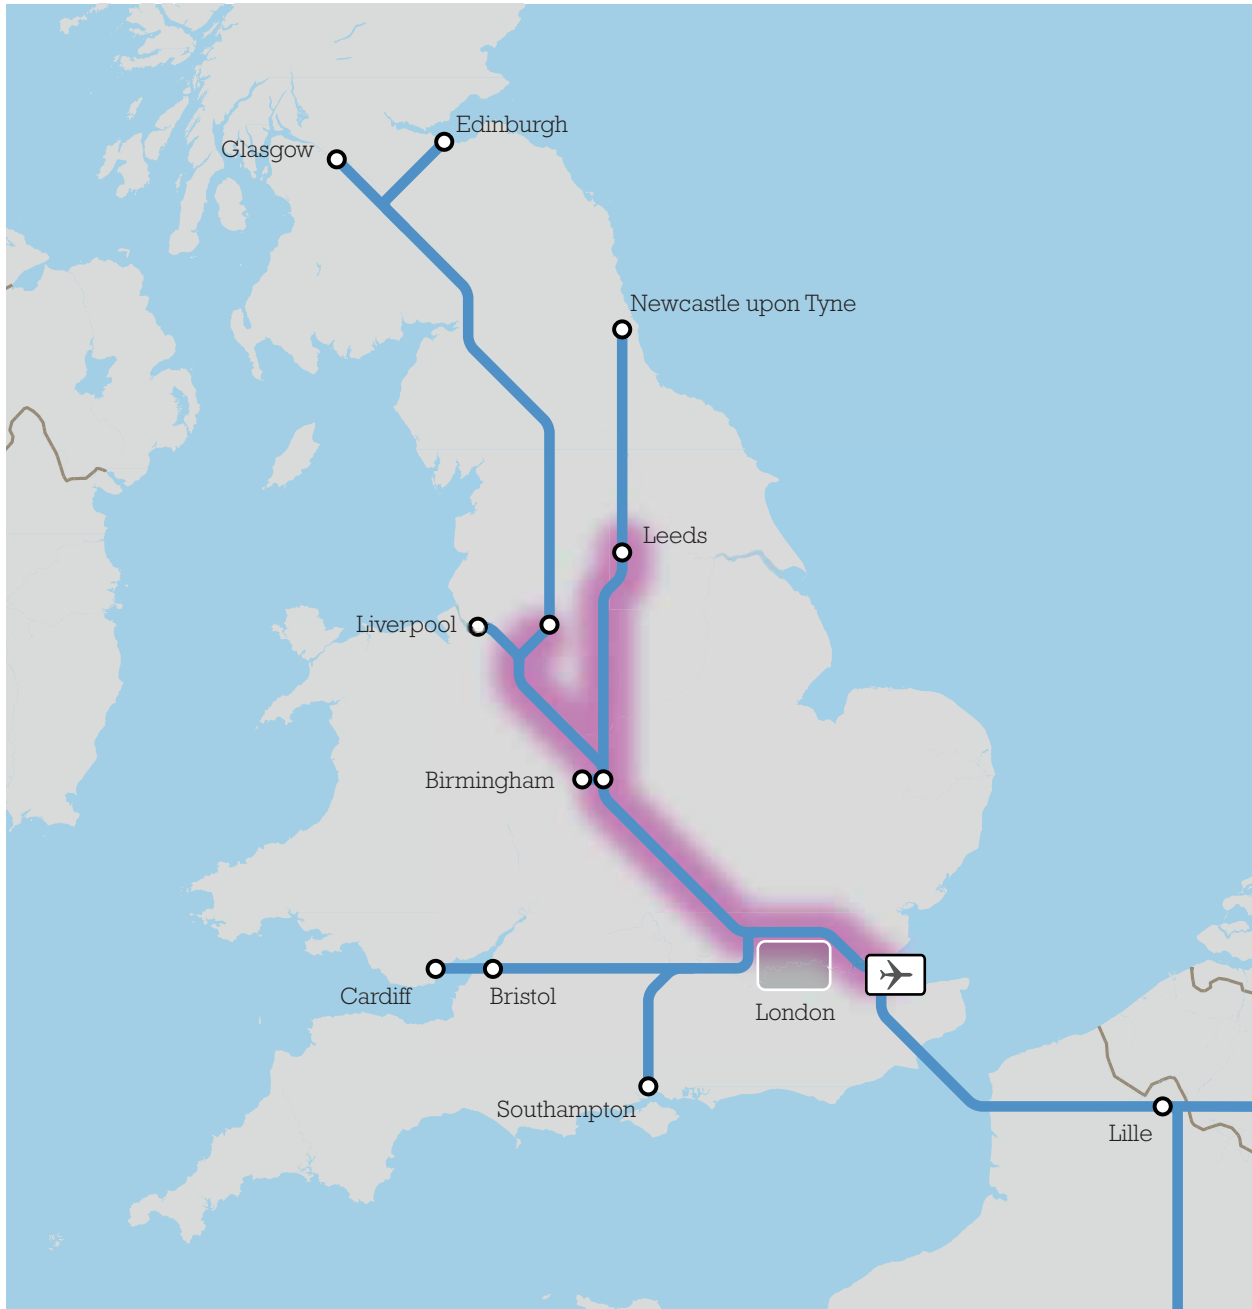 Edinburgh
Glasgow
Newcastle upon Tyne
Leeds
Liverpool
Birmingham
Cardiff
Bristol
London
Southampton
Lille